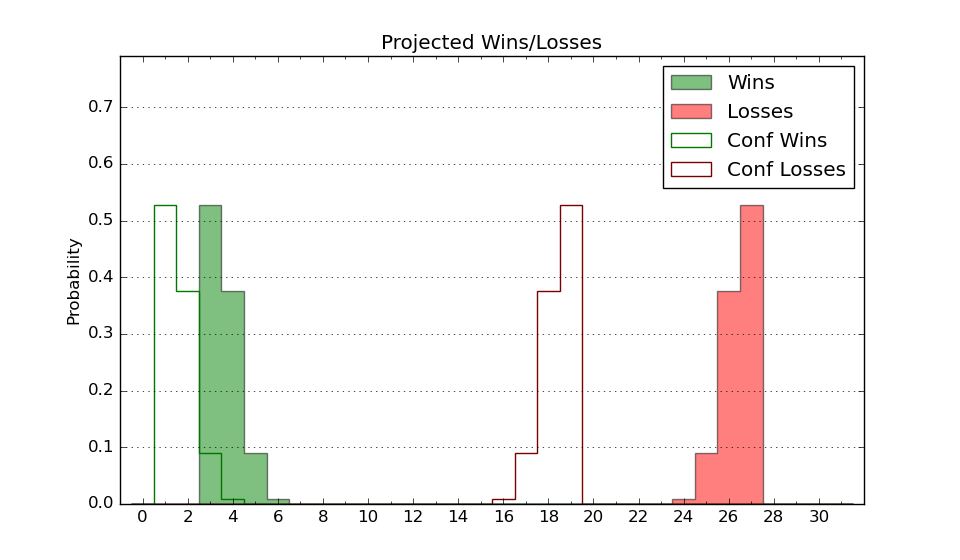 Projected Wins/Losses
Wins
Losses
Conf Wins
Conf Losses
Probability
0.7
0.6
0.5
0.4
0.3
0.2
0.1
0.0
0 2 4 6 8 10 12 14 16 18 20 22 24 26 28 30